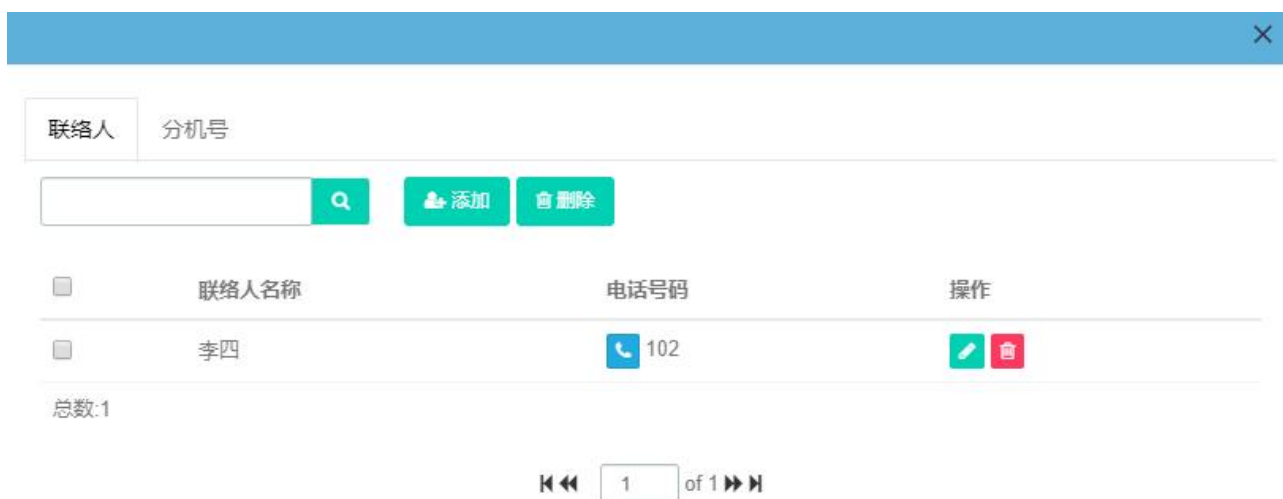 联络人 分机号
添加 删除
联络人名称 电话号码 操作
李四 102
总数:1
1 of 1